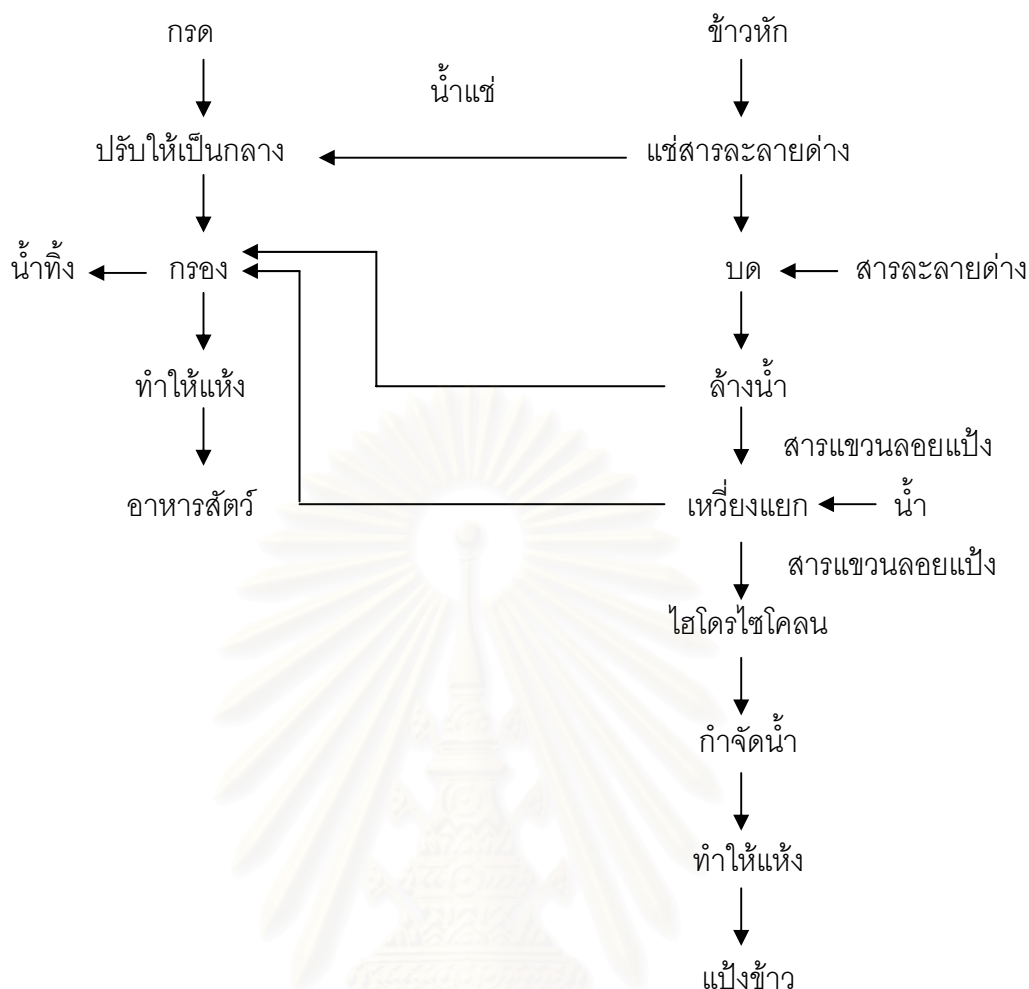 กรด
ข้าวหัก
น้ำแช่
ปรับให้เป็นกลาง
แช่สารละลายด่าง
น้ำทิ้ง
กรอง
บด
สารละลายด่าง
ทำให้แห้ง
ล้างน้ำ
สารแขวนลอยแป้ง
อาหารสัตว์
เหวี่ยงแยก
น้ำ
สารแขวนลอยแป้ง
ไฮโดรไซโคลน
กำจัดน้ำ
ทำให้แห้ง
แป้งข้าว